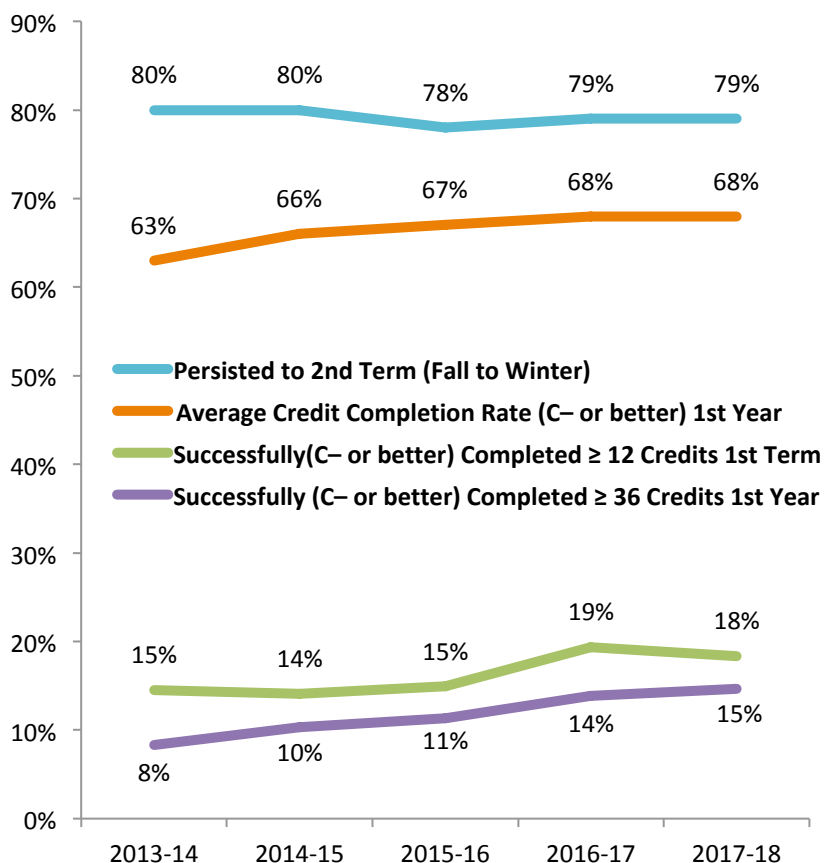 90%
80% 80% 78% 79% 79%
80%
70%
63% 66% 67% 68% 68%
60%
Persisted to 2nd Term (Fall to Winter)
50%
Average Credit Completion Rate (C– or better) 1st Year
Successfully(C– or better) Completed ≥ 12 Credits 1st Term
40%
Successfully (C– or better) Completed ≥ 36 Credits 1st Year
30%
20%
15% 14% 15% 19% 18%
10%
8% 10% 11% 14% 15%
0%
2013-14 2014-15 2015-16 2016-17 2017-18